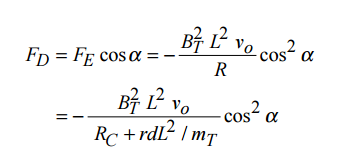 F_D = F_E cos α = − (B_T^2 L^2 v_o / R) cos^2 α
= − (B_T^2 L^2 v_o / (R_C + rdL^2 / m_T)) cos^2 α